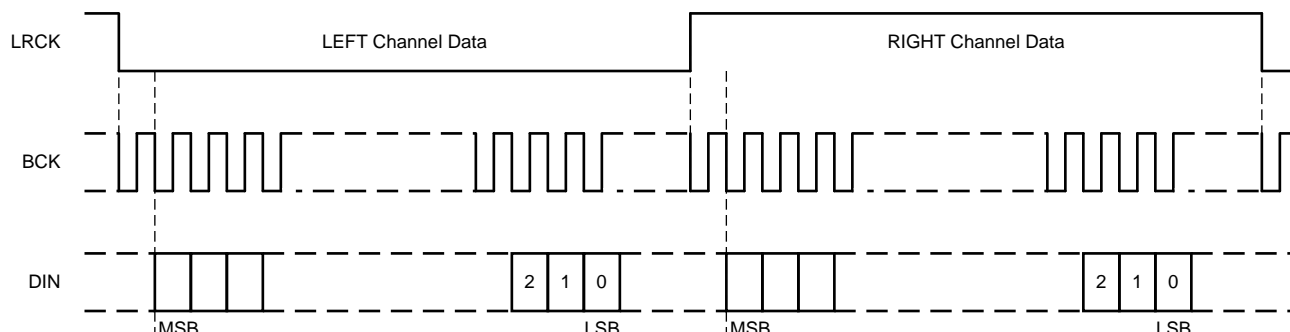 LRCK
LEFT Channel Data
RIGHT Channel Data
BCK
DIN
2 1 0
2 1 0
MSB
LSB
MSB
LSB